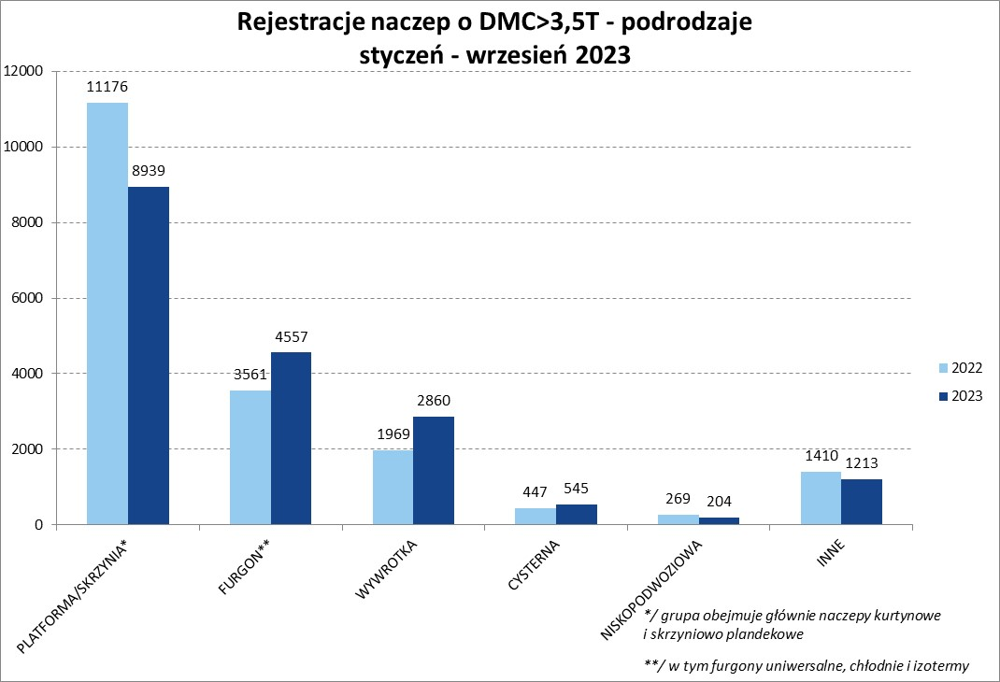 Rejestracje naczep o DMC>3,5T - podrodzaje
styczeń - wrzesień 2023
12000
10000
8000
6000
4000
2000
0
11176
8939
3561
4557
1969
2860
447
545
269
204
1410
1213
2022
2023
PLATFORMA/SKRZYNIA*
FURGON**
WYWROTKA
CYSTERNA
NISKOPODWOZIOWA
INNE
*/ grupa obejmuje głównie naczepy kurtynowe
i skrzyniowo plandekowe
**/ w tym furgony uniwersalne, chłodnie i izotermy